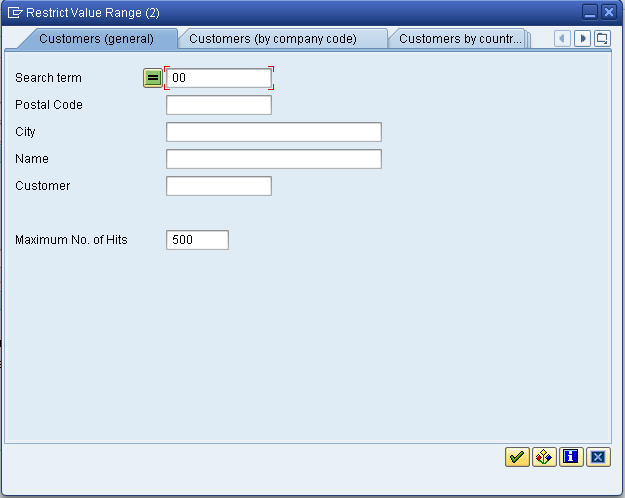 Restrict Value Range (2)
Customers (general) Customers (by company code) Customers by countr...
Search term 00
Postal Code
City
Name
Customer
Maximum No. of Hits 500